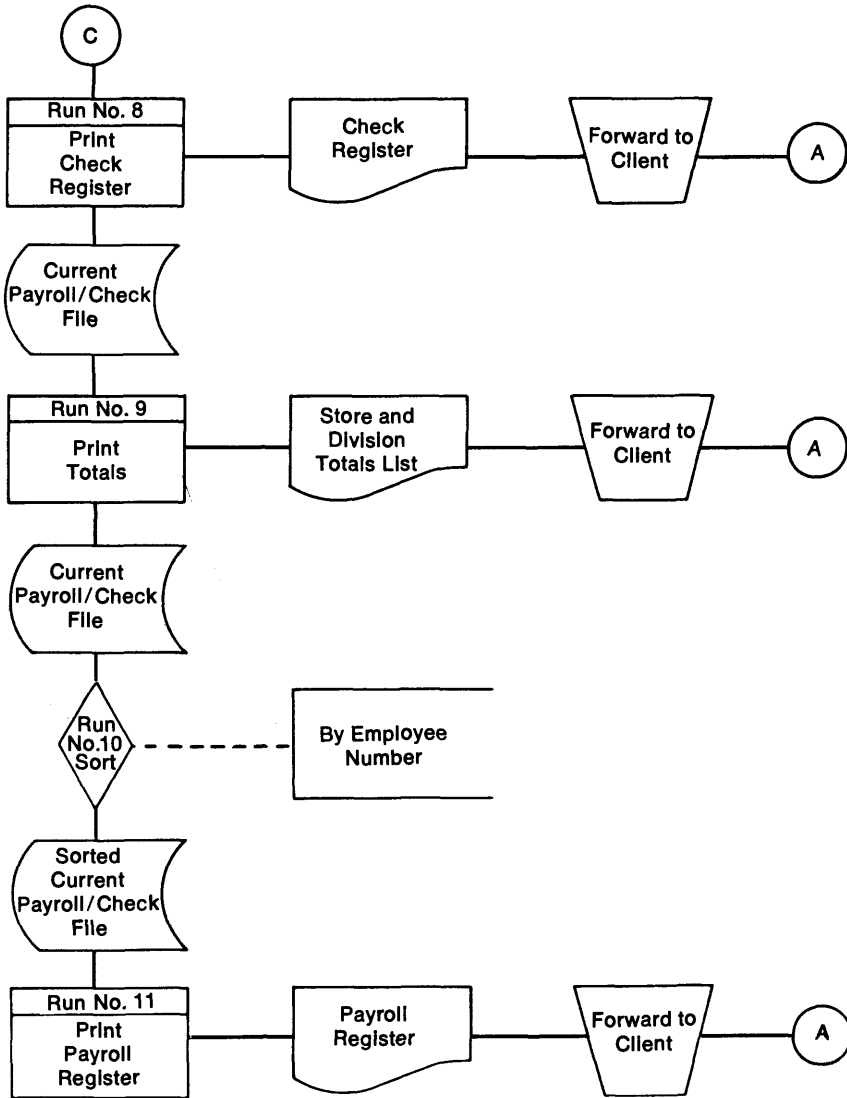 C
Run No. 8
Print
Check
Register
Check
Register
Forward to
Client
A
Current
Payroll/Check
File
Run No. 9
Print
Totals
Store and
Division
Totals List
Forward to
Client
A
Current
Payroll/Check
File
Run
No.10
Sort
By Employee
Number
Sorted
Current
Payroll/Check
File
Run No. 11
Print
Payroll
Register
Payroll
Register
Forward to
Client
A